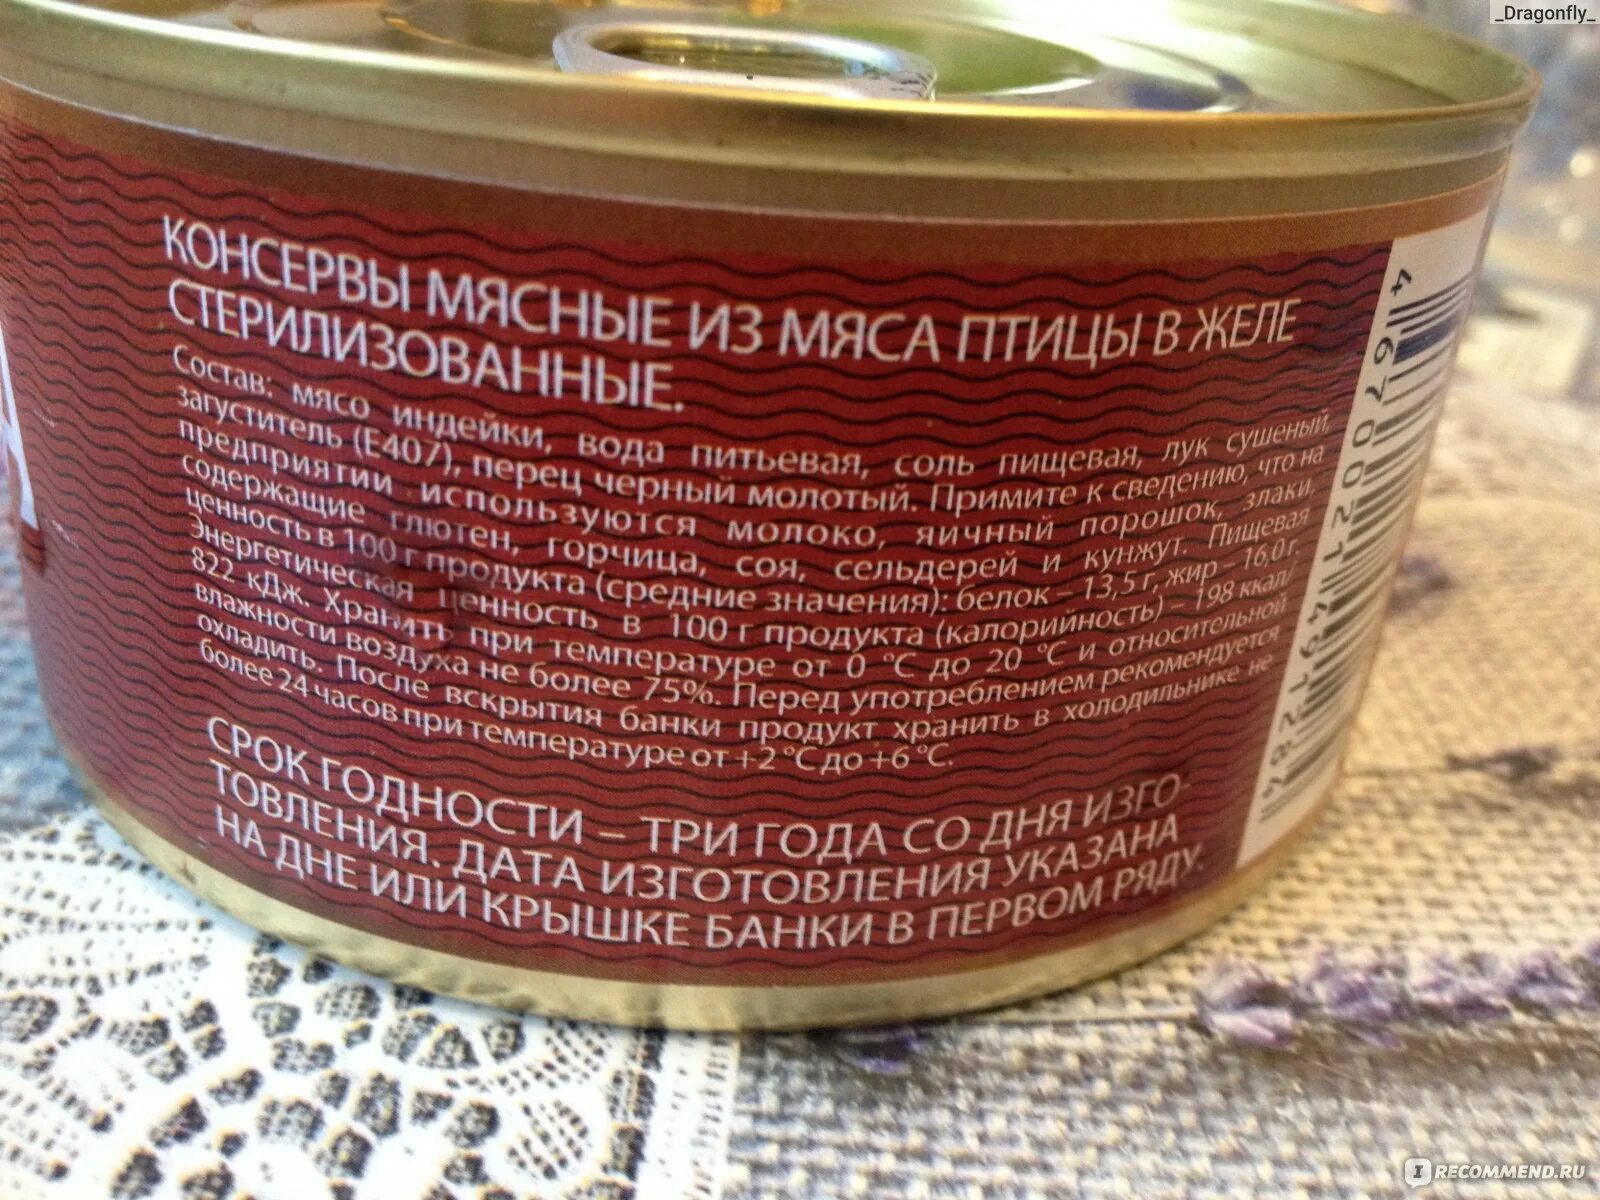 _Dragonfly_
КОНСЕРВЫ МЯСНЫЕ ИЗ МЯСА ПТИЦЫ В ЖЕЛЕ
СТЕРИЛИЗОВАННЫЕ.
Состав: мясо индейки, вода питьевая, соль пищевая, лук сушеный,
загуститель (Е407), перец черный молотый. Примите к сведению, что на
предприятии используются молоко, яичный порошок, злаки,
содержащие глютен, горчица, соя, сельдерей и кунжут. Пищевая
ценность в 100 г продукта (средние значения): белок – 13,5 г, жир – 16,0 г.
Энергетическая ценность в 100 г продукта (калорийность) – 198 ккал/
822 кДж. Хранить при температуре от 0 °С до 20 °С и относительной
влажности воздуха не более 75%. Перед употреблением рекомендуется
охладить. После вскрытия банки продукт хранить в холодильнике не
более 24 часов при температуре от +2 °С до +6 °С.
СРОК ГОДНОСТИ – ТРИ ГОДА СО ДНЯ ИЗГО-
ТОВЛЕНИЯ. ДАТА ИЗГОТОВЛЕНИЯ УКАЗАНА
НА ДНЕ ИЛИ КРЫШКЕ БАНКИ В ПЕРВОМ РЯДУ.
4 670021 491284
IRECOMMEND.RU